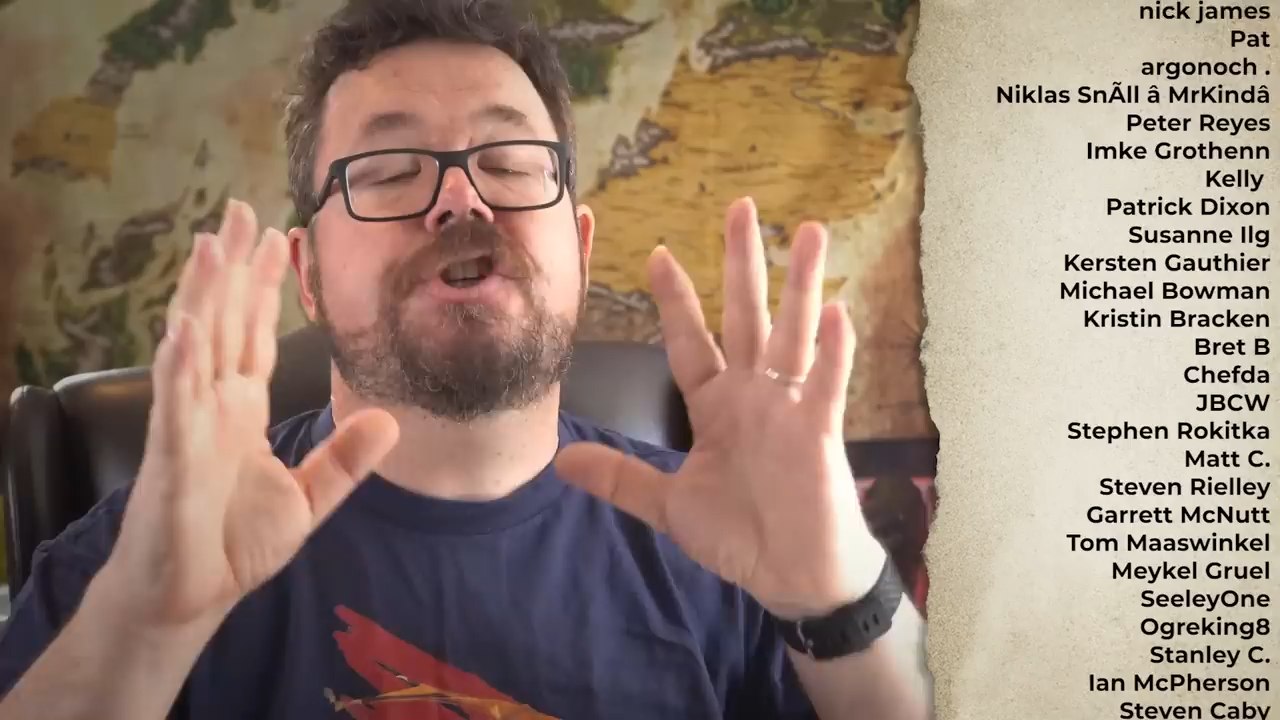 nick james
Pat
argonoch .
Niklas SnÃll â MrKindâ
Peter Reyes
Imke Grothenn
Kelly
Patrick Dixon
Susanne Ilg
Kersten Gauthier
Michael Bowman
Kristin Bracken
Bret B
Chefda
JBCW
Stephen Rokitka
Matt C.
Steven Rielley
Garrett McNutt
Tom Maaswinkel
Meykel Gruel
SeeleyOne
Ogreking8
Stanley C.
Ian McPherson
Steven Caby